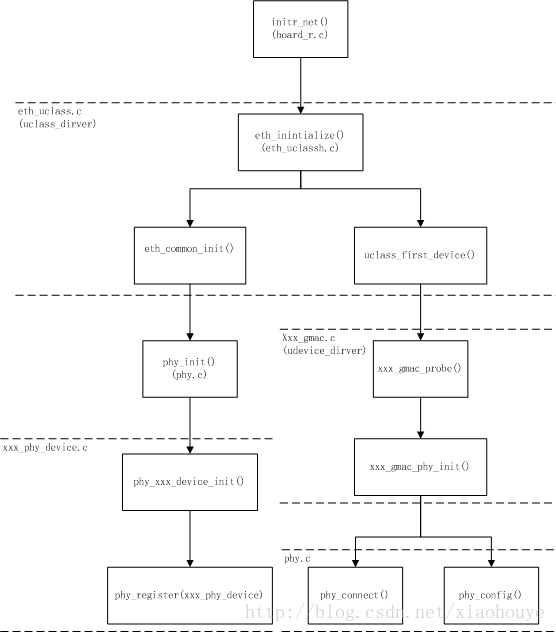 initr_net()
(board_r.c)
eth_uclass.c
(uclass_dirver)
eth_inintialize()
(eth_uclassh.c)
eth_common_init()
uclass_first_device()
Xxx_gmac.c
(udevice_dirver)
phy_init()
(phy.c)
xxx_gmac_probe()
xxx_phy_device.c
phy_xxx_device_init()
xxx_gmac_phy_init()
phy.c
phy_register(xxx_phy_device)
phy_connect()
phy_config()
http://blog.csdn.net/xiaohouye